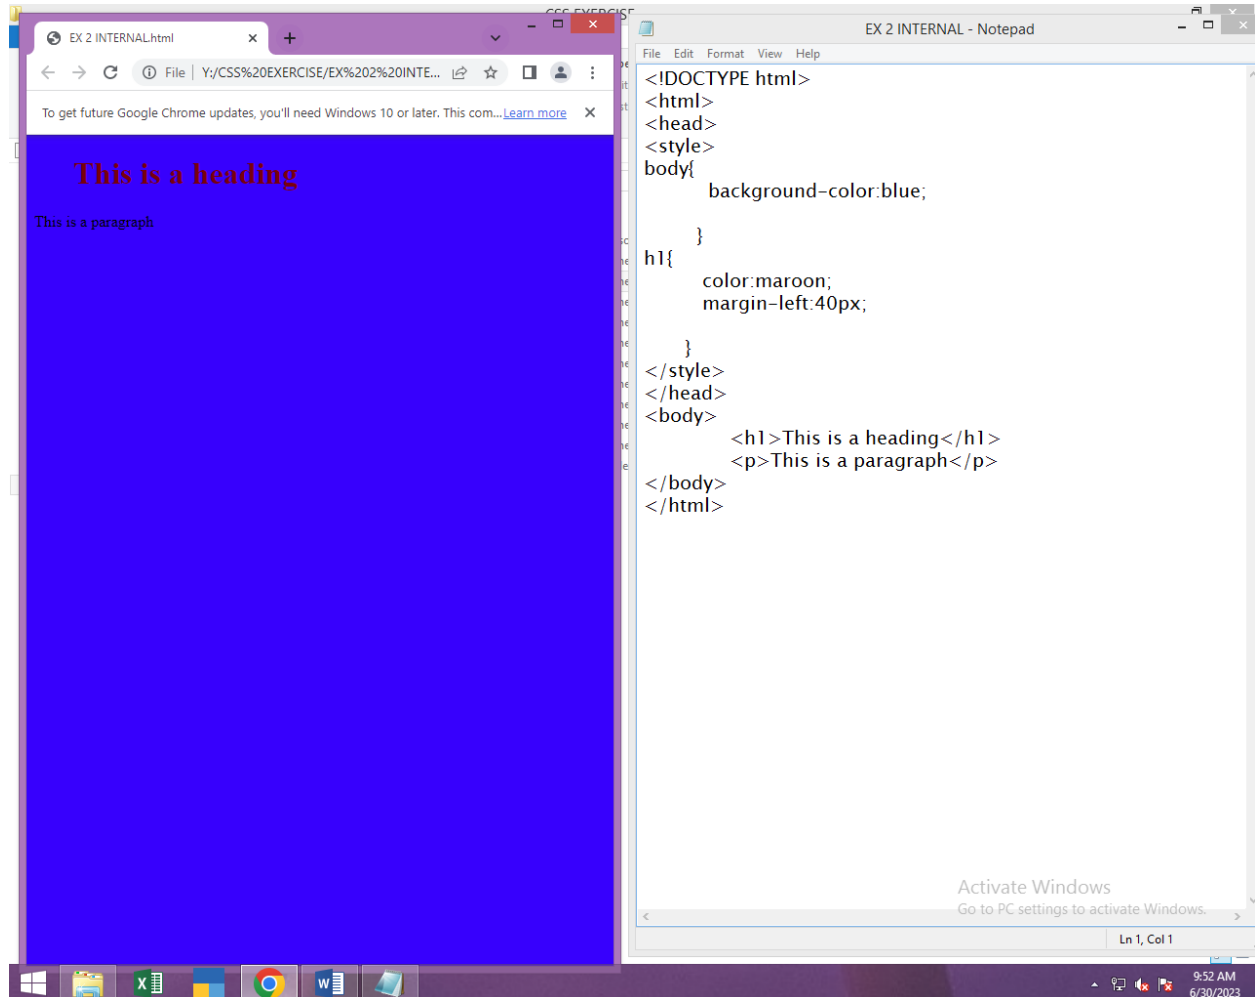 CSS EXERCISE
EX 2 INTERNAL.html
File | Y:/CSS%20EXERCISE/EX%202%20INTE...
To get future Google Chrome updates, you'll need Windows 10 or later. This com... Learn more
This is a heading
This is a paragraph
EX 2 INTERNAL - Notepad
File Edit Format View Help
<!DOCTYPE html>
<html>
<head>
<style>
body{
background-color:blue;
}
h1{
color:maroon;
margin-left:40px;
}
</style>
</head>
<body>
<h1>This is a heading</h1>
<p>This is a paragraph</p>
</body>
</html>
Activate Windows
Go to PC settings to activate Windows.
Ln 1, Col 1
9:52 AM
6/30/2023